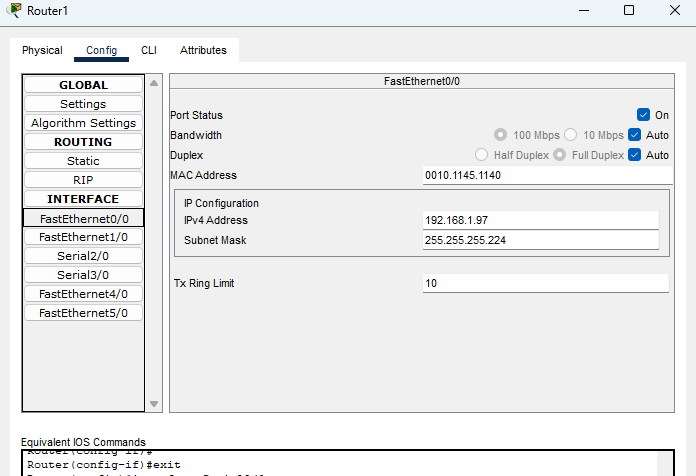 Router1
Physical Config CLI Attributes
GLOBAL
Settings
Algorithm Settings
ROUTING
Static
RIP
INTERFACE
FastEthernet0/0
FastEthernet1/0
Serial2/0
Serial3/0
FastEthernet4/0
FastEthernet5/0
FastEthernet0/0
Port Status On
Bandwidth 100 Mbps 10 Mbps Auto
Duplex Half Duplex Full Duplex Auto
MAC Address 0010.1145.1140
IP Configuration
IPv4 Address 192.168.1.97
Subnet Mask 255.255.255.224
Tx Ring Limit 10
Equivalent IOS Commands
Router(config-if)#
Router(config-if)#exit